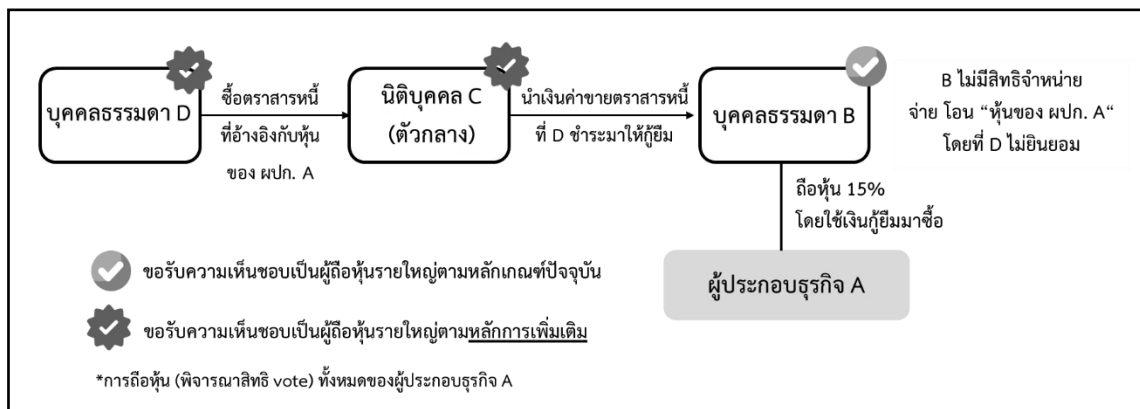 บุคคลธรรมดา D
ซื้อตราสารหนี้
ที่อ้างอิงกับหุ้น
ของ ผปก. A
นิติบุคคล C
(ตัวกลาง)
นำเงินค่าขายตราสารหนี้
ที่ D ชำระมาให้กู้ยืม
บุคคลธรรมดา B
B ไม่มีสิทธิจำหน่าย
จ่าย โอน “หุ้นของ ผปก. A“
โดยที่ D ไม่ยินยอม
ถือหุ้น 15%
โดยใช้เงินกู้ยืมมาซื้อ
ผู้ประกอบธุรกิจ A
ขอรับความเห็นชอบเป็นผู้ถือหุ้นรายใหญ่ตามหลักเกณฑ์ปัจจุบัน
ขอรับความเห็นชอบเป็นผู้ถือหุ้นรายใหญ่ตามหลักการเพิ่มเติม
*การถือหุ้น (พิจารณาสิทธิ vote) ทั้งหมดของผู้ประกอบธุรกิจ A